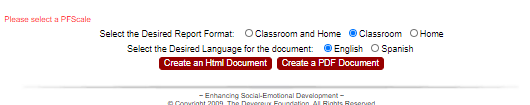 Please select a PFScale
Select the Desired Report Format: Classroom and Home Classroom Home
Select the Desired Language for the document: English Spanish
Create an Html Document Create a PDF Document
~ Enhancing Social-Emotional Development ~
© Copyright 2009, The Devereux Foundation, All Rights Reserved